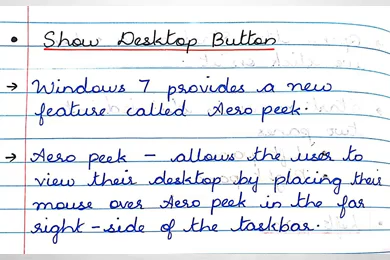 • Show Desktop Button
→ Windows 7 provides a new
feature called Aero peek.
→ Aero peek - allows the user to
view their desktop by placing their
mouse over Aero peek in the far
right-side of the taskbar.